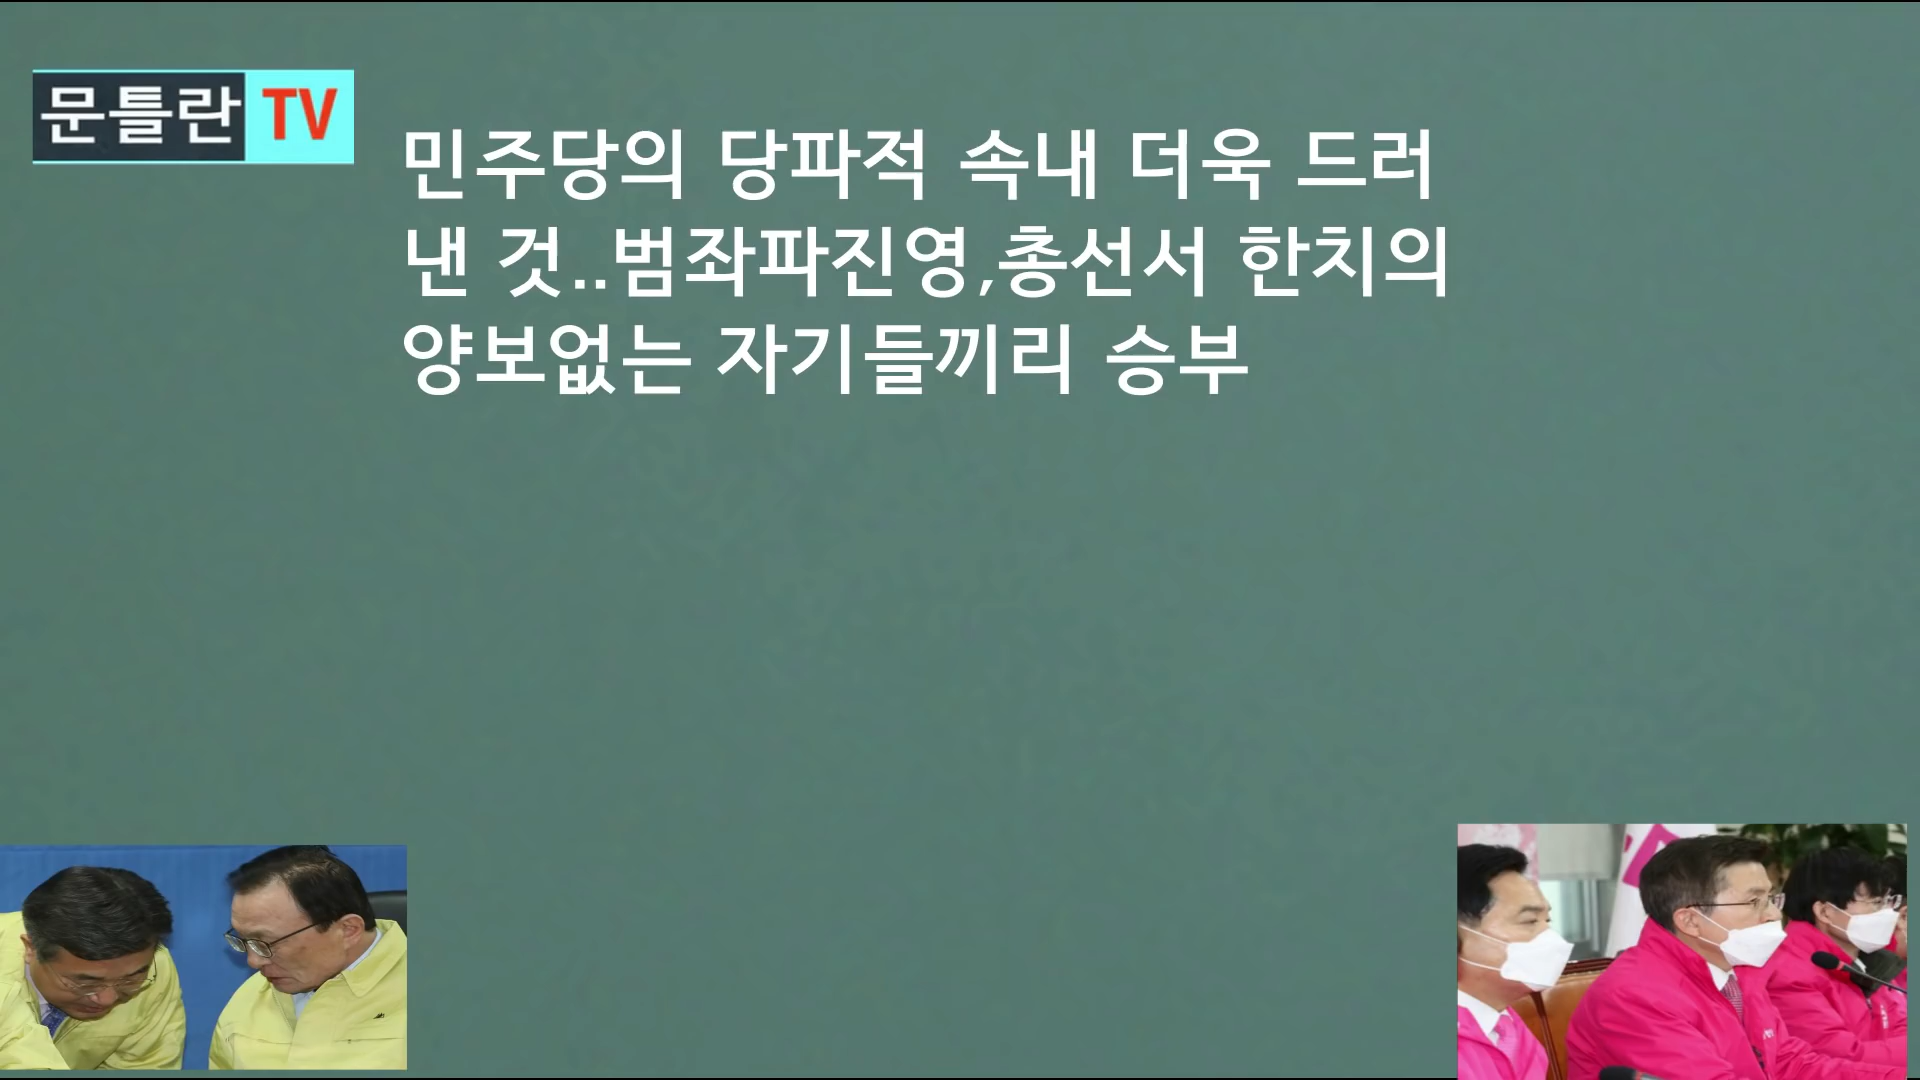 문틀란 TV
민주당의 당파적 속내 더욱 드러
낸 것..범좌파진영,총선서 한치의
양보없는 자기들끼리 승부